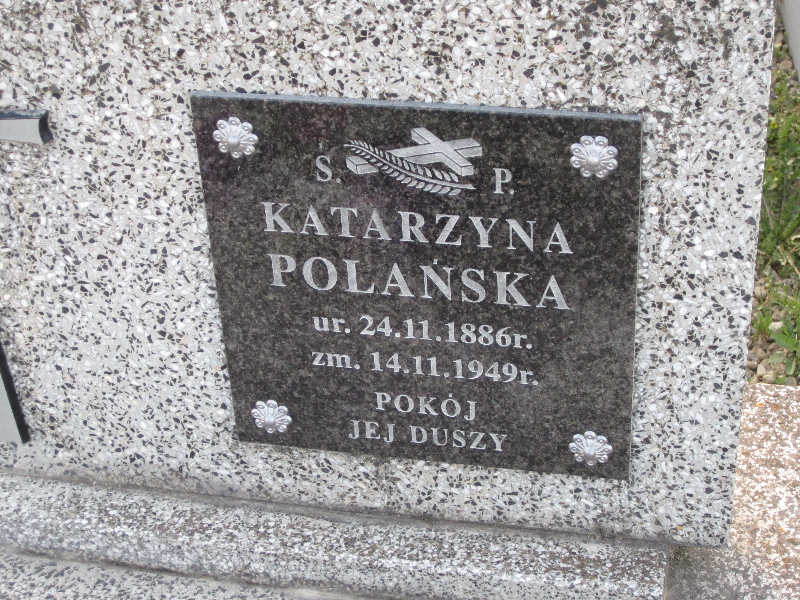 Ś. P.
KATARZYNA
POLAŃSKA
ur. 24.11.1886r.
zm. 14.11.1949r.
POKÓJ
JEJ DUSZY